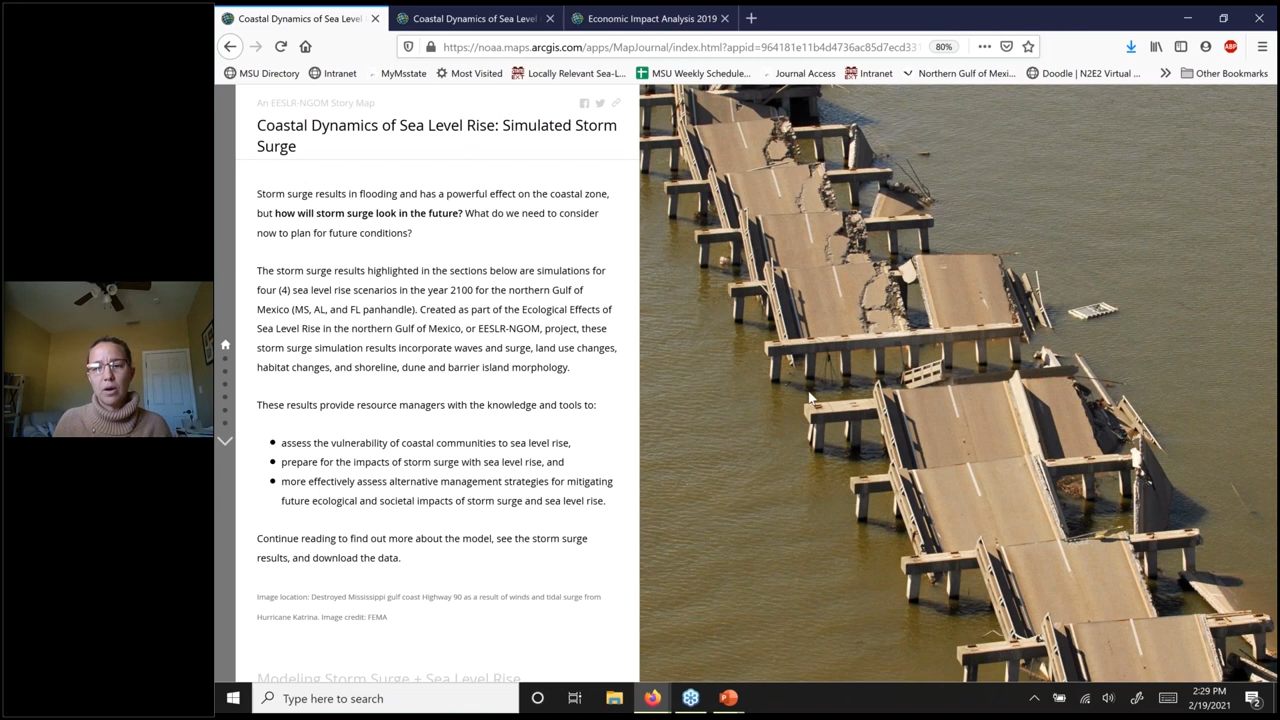 Coastal Dynamics of Sea Level
Coastal Dynamics of Sea Level
Economic Impact Analysis 2019
https://noaa.maps.arcgis.com/apps/MapJournal/index.html?appid=964181e11b4d4736ac85d7ecd331
80%
ABP
MSU Directory
Intranet
MyMsstate
Most Visited
Locally Relevant Sea-L...
MSU Weekly Schedule...
Journal Access
Intranet
Northern Gulf of Mexi...
Doodle | N2E2 Virtual ...
Other Bookmarks
An EESLR-NGOM Story Map
Coastal Dynamics of Sea Level Rise: Simulated Storm
Surge
Storm surge results in flooding and has a powerful effect on the coastal zone,
but how will storm surge look in the future? What do we need to consider
now to plan for future conditions?
The storm surge results highlighted in the sections below are simulations for
four (4) sea level rise scenarios in the year 2100 for the northern Gulf of
Mexico (MS, AL, and FL panhandle). Created as part of the Ecological Effects of
Sea Level Rise in the northern Gulf of Mexico, or EESLR-NGOM, project, these
storm surge simulation results incorporate waves and surge, land use changes,
habitat changes, and shoreline, dune and barrier island morphology.
These results provide resource managers with the knowledge and tools to:
assess the vulnerability of coastal communities to sea level rise,
prepare for the impacts of storm surge with sea level rise, and
more effectively assess alternative management strategies for mitigating
future ecological and societal impacts of storm surge and sea level rise.
Continue reading to find out more about the model, see the storm surge
results, and download the data.
Image location: Destroyed Mississippi gulf coast Highway 90 as a result of winds and tidal surge from
Hurricane Katrina. Image credit: FEMA
Modeling Storm Surge + Sea Level Rise
Type here to search
2:29 PM
2/19/2021
2